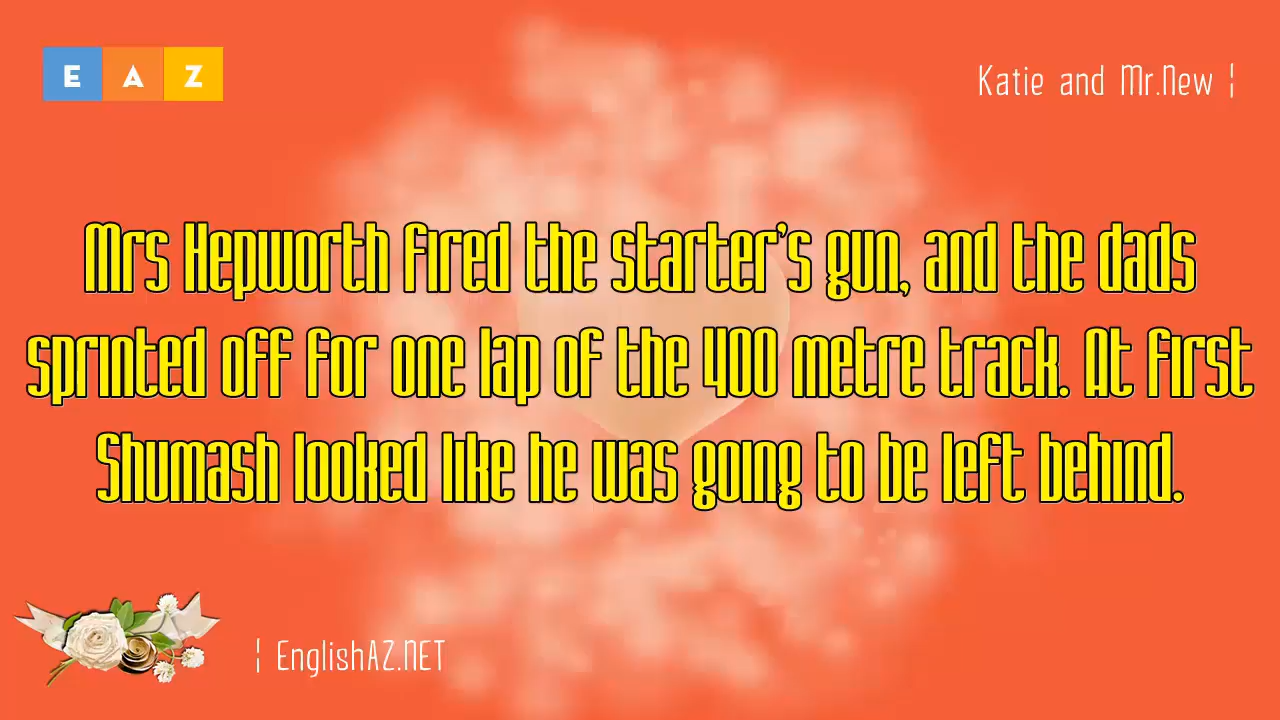 E A Z
Katie and Mr.New ¦
Mrs Hepworth fired the starter’s gun, and the dads
sprinted off for one lap of the 400 metre track. At first
Shumash looked like he was going to be left behind.
¦ EnglishAZ.NET